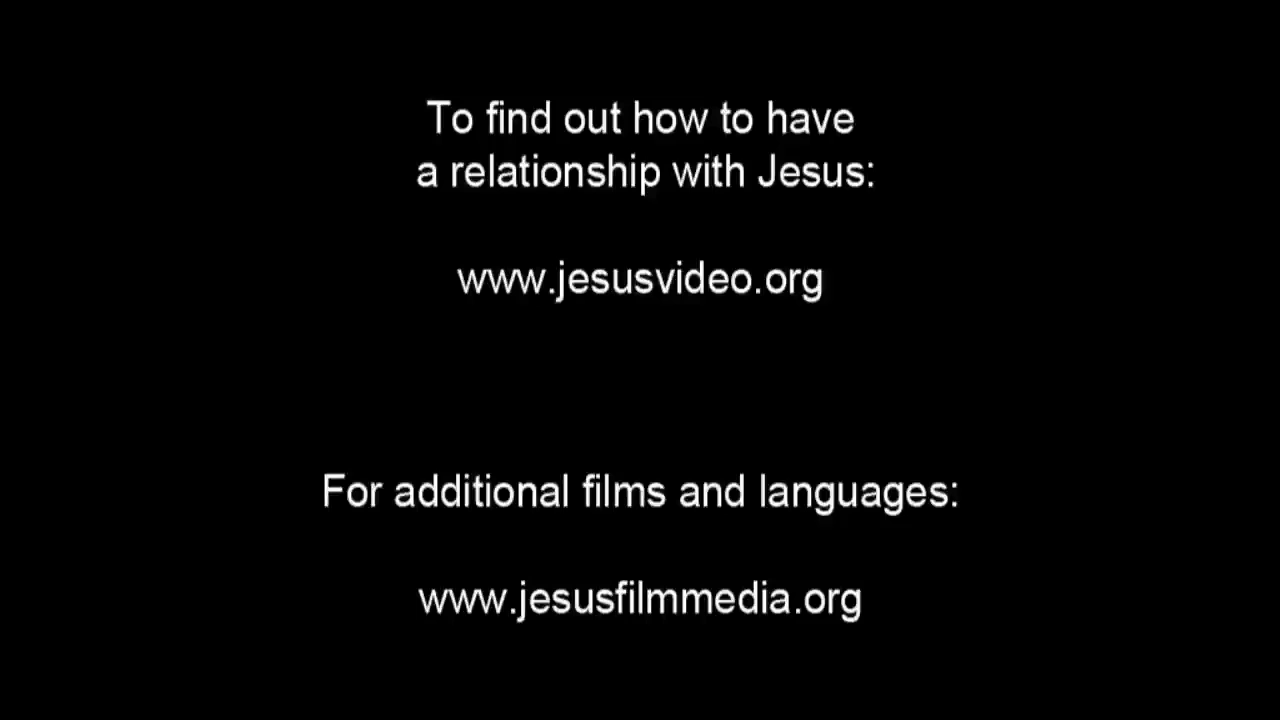 To find out how to have
a relationship with Jesus:
www.jesusvideo.org
For additional films and languages:
www.jesusfilmmedia.org